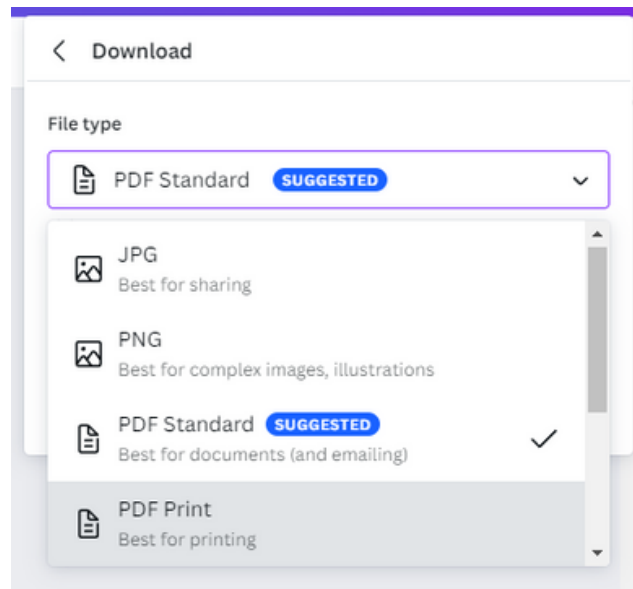 Download
File type
PDF Standard SUGGESTED
JPG
Best for sharing
PNG
Best for complex images, illustrations
PDF Standard SUGGESTED
Best for documents (and emailing)
PDF Print
Best for printing